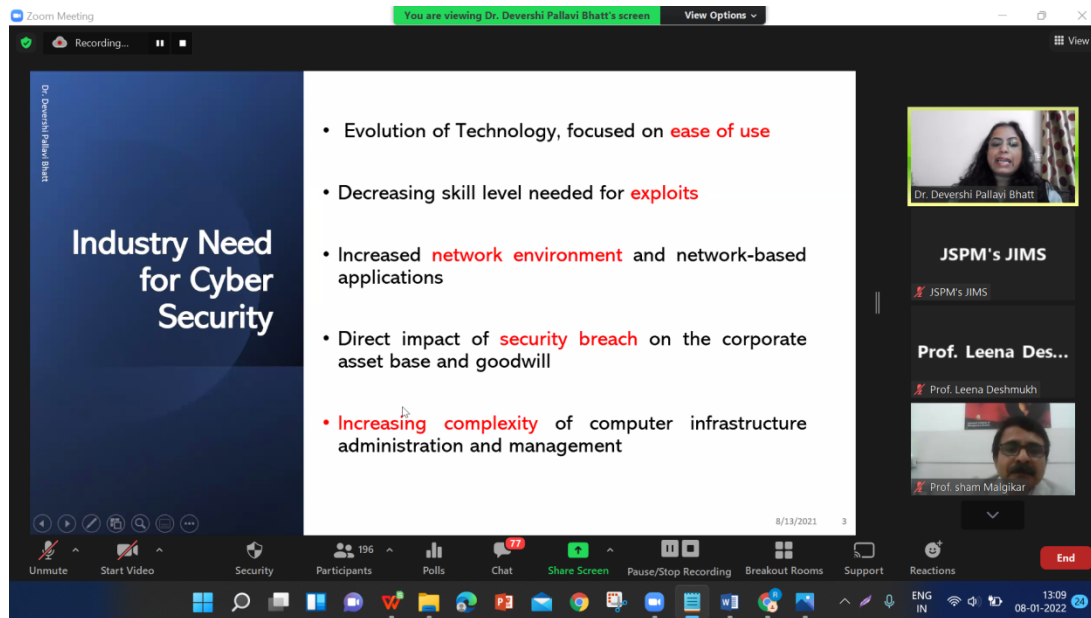 Zoom Meeting
You are viewing Dr. Devershi Pallavi Bhatt's screen
View Options
Recording...
View
Dr. Devershi Pallavi Bhatt
Industry Need
for Cyber
Security
• Evolution of Technology, focused on ease of use
• Decreasing skill level needed for exploits
• Increased network environment and network-based
applications
• Direct impact of security breach on the corporate
asset base and goodwill
• Increasing complexity of computer infrastructure
administration and management
8/13/2021 3
Dr. Devershi Pallavi Bhatt
JSPM's JIMS
JSPM's JIMS
Prof. Leena Des...
Prof. Leena Deshmukh
Prof. sham Malgikar
Unmute
Start Video
Security
196
Participants
Polls
77
Chat
Share Screen
Pause/Stop Recording
Breakout Rooms
Support
Reactions
End
ENG
IN
13:09
08-01-2022
24